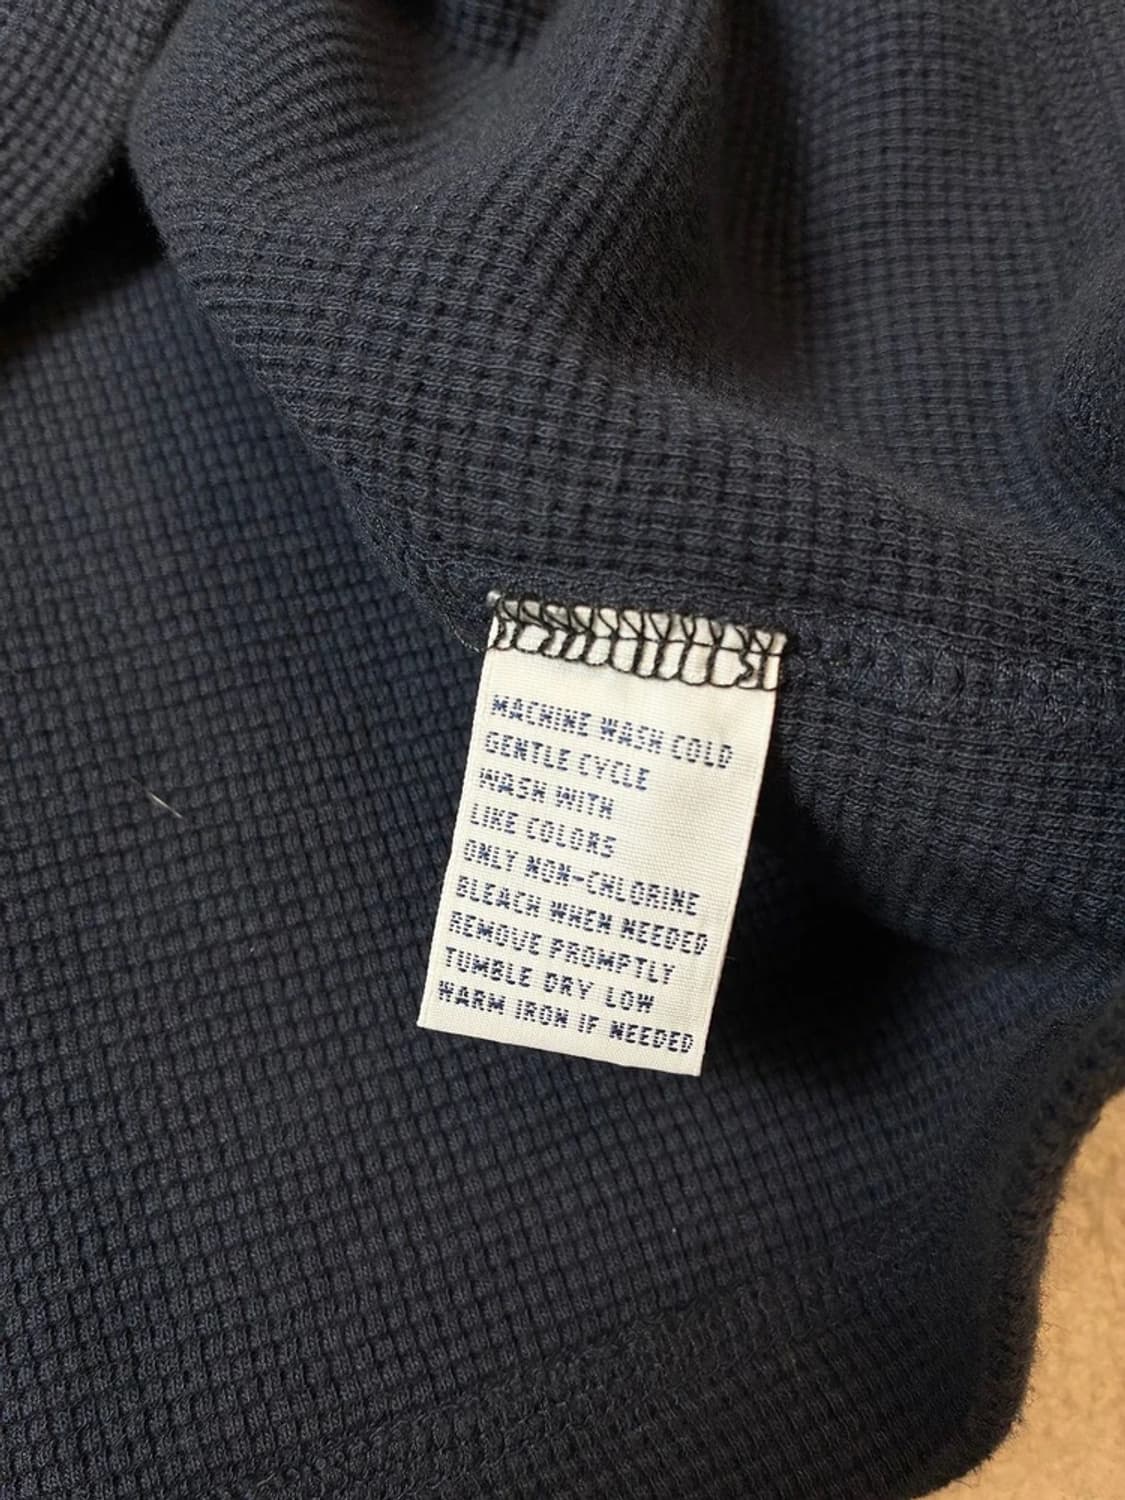 MACHINE WASH COLD
GENTLE CYCLE
WASH WITH
LIKE COLORS
ONLY NON-CHLORINE
BLEACH WHEN NEEDED
REMOVE PROMPTLY
TUMBLE DRY LOW
WARM IRON IF NEEDED